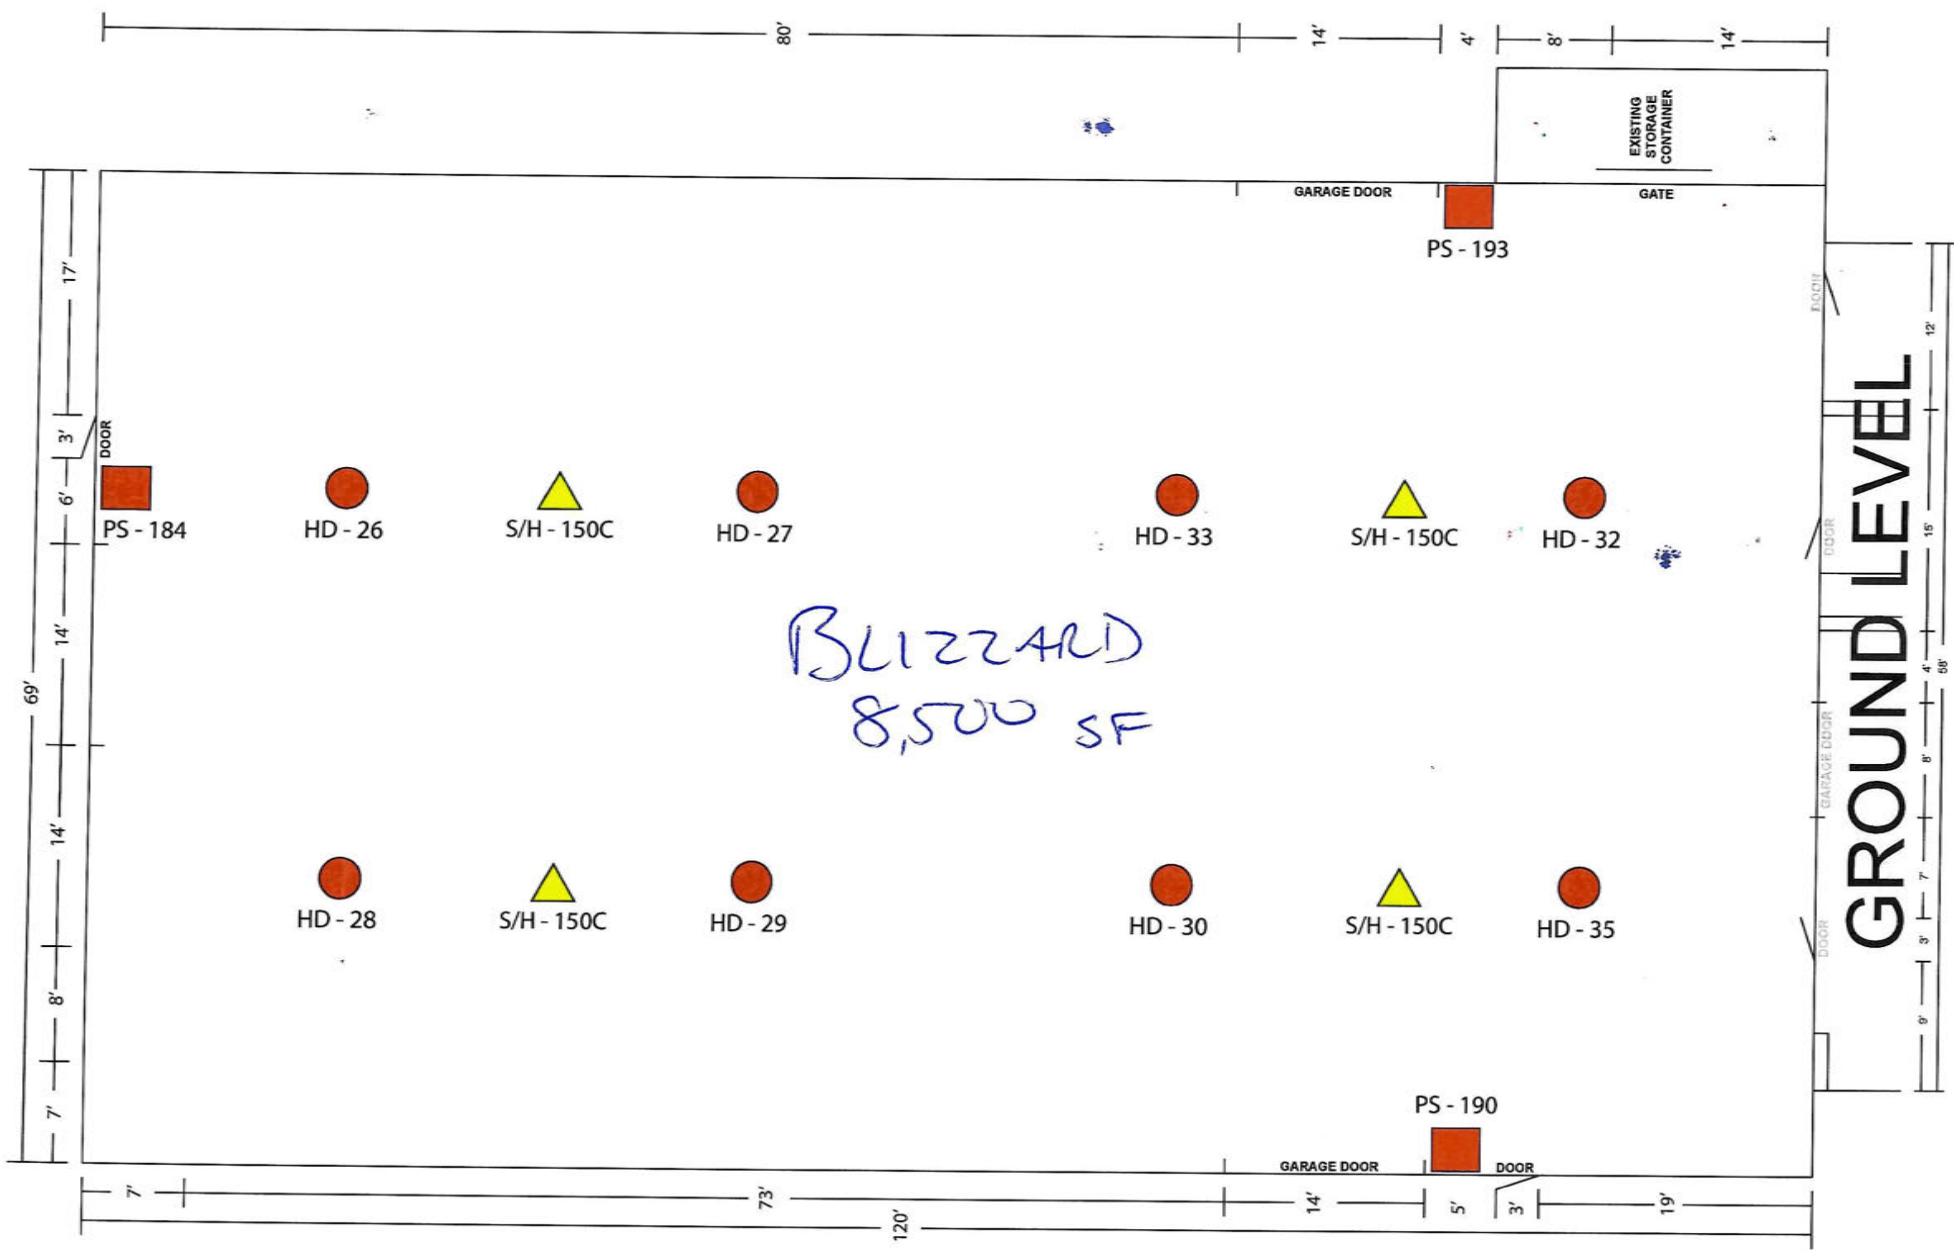 80'
14'
4'
8'
14'
EXISTING
STORAGE
CONTAINER
GARAGE DOOR
GATE
PS - 193
17'
3'
6'
14'
14'
8'
7'
69'
DOOR
PS - 184
HD - 26
S/H - 150C
HD - 27
HD - 33
S/H - 150C
HD - 32
BLIZZARD
8,500 SF
HD - 28
S/H - 150C
HD - 29
HD - 30
S/H - 150C
HD - 35
DOOR
DOOR
GARAGE DOOR
DOOR
GROUND LEVEL
12'
15'
4'
8'
7'
3'
9'
58'
PS - 190
GARAGE DOOR
DOOR
7'
73'
14'
5'
3'
19'
120'